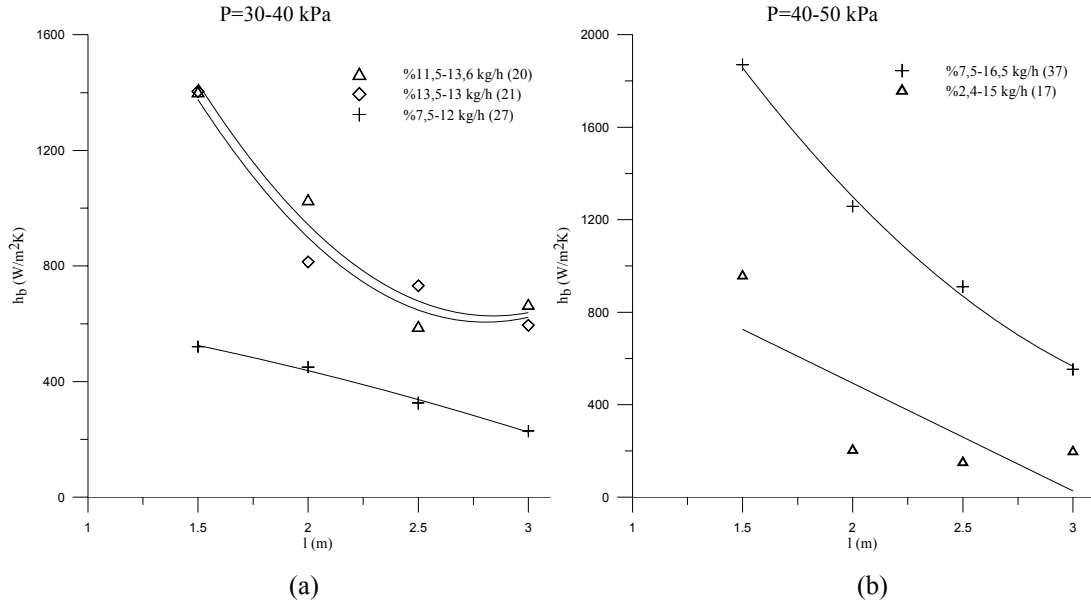 P=30-40 kPa
1600
1200
800
400
0
h_b (W/m²K)
%11,5-13,6 kg/h (20)
%13,5-13 kg/h (21)
%7,5-12 kg/h (27)
1
1.5
2
2.5
3
l (m)
(a)
P=40-50 kPa
2000
1600
1200
800
400
0
h_b (W/m²K)
%7,5-16,5 kg/h (37)
%2,4-15 kg/h (17)
1
1.5
2
2.5
3
l (m)
(b)